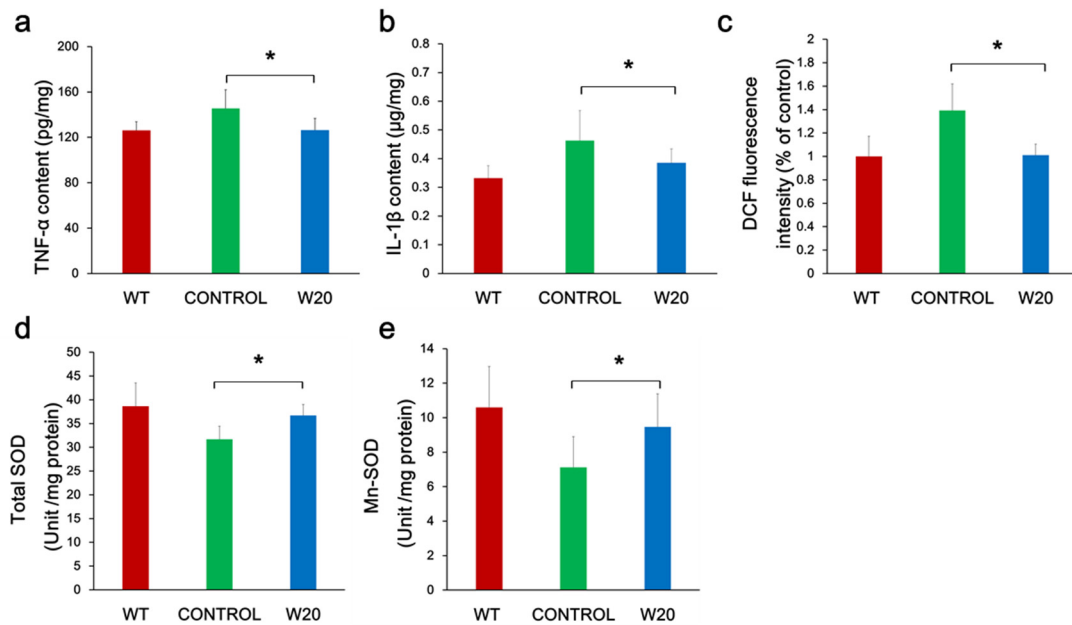 a
TNF-α content (pg/mg)
200
160
120
80
40
0
*
WT CONTROL W20
b
IL-1β content (μg/mg)
0.8
0.7
0.6
0.5
0.4
0.3
0.2
0.1
0
*
WT CONTROL W20
c
DCF fluorescence
intensity (% of control)
2
1.8
1.6
1.4
1.2
1
0.8
0.6
0.4
0.2
0
*
WT CONTROL W20
d
Total SOD
(Unit /mg protein)
50
45
40
35
30
25
20
15
10
5
0
*
WT CONTROL W20
e
Mn-SOD
(Unit /mg protein)
14
12
10
8
6
4
2
0
*
WT CONTROL W20